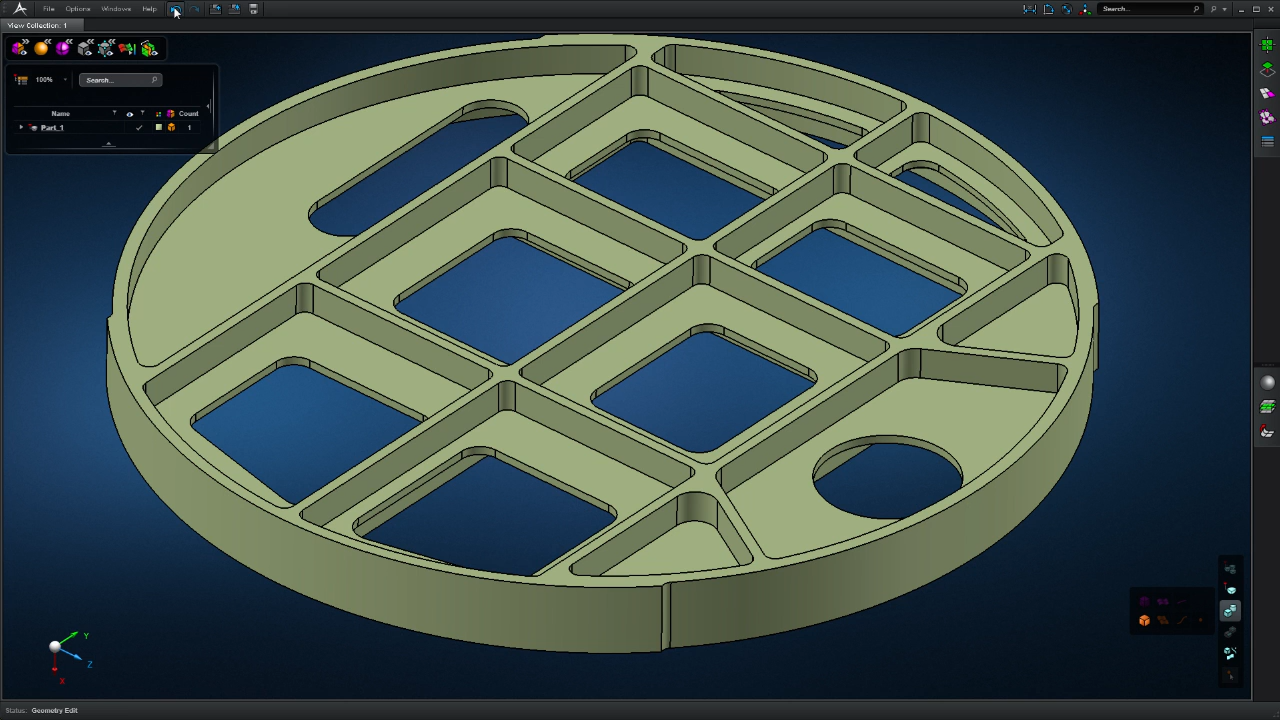 File Options Windows Help Search...
View Collection: 1
100% Search...
Name Count
Part_1 1
Y
Z
X
Status: Geometry Edit